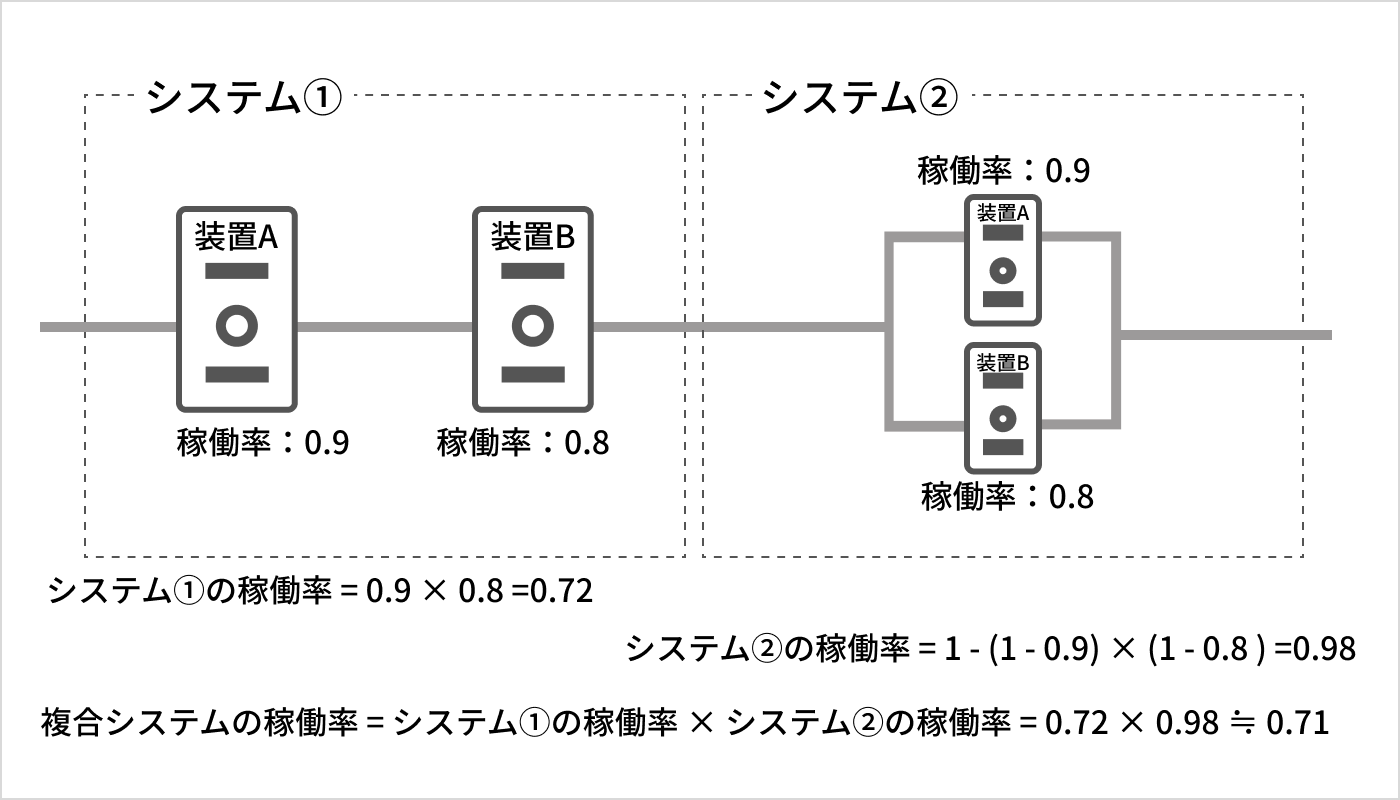 システム①
システム②
稼働率：0.9
装置A
装置A
装置B
装置B
稼働率：0.9
稼働率：0.8
稼働率：0.8
システム①の稼働率 = 0.9 × 0.8 =0.72
システム②の稼働率 = 1 - (1 - 0.9) × (1 - 0.8 ) =0.98
複合システムの稼働率 = システム①の稼働率 × システム②の稼働率 = 0.72 × 0.98 ≒ 0.71